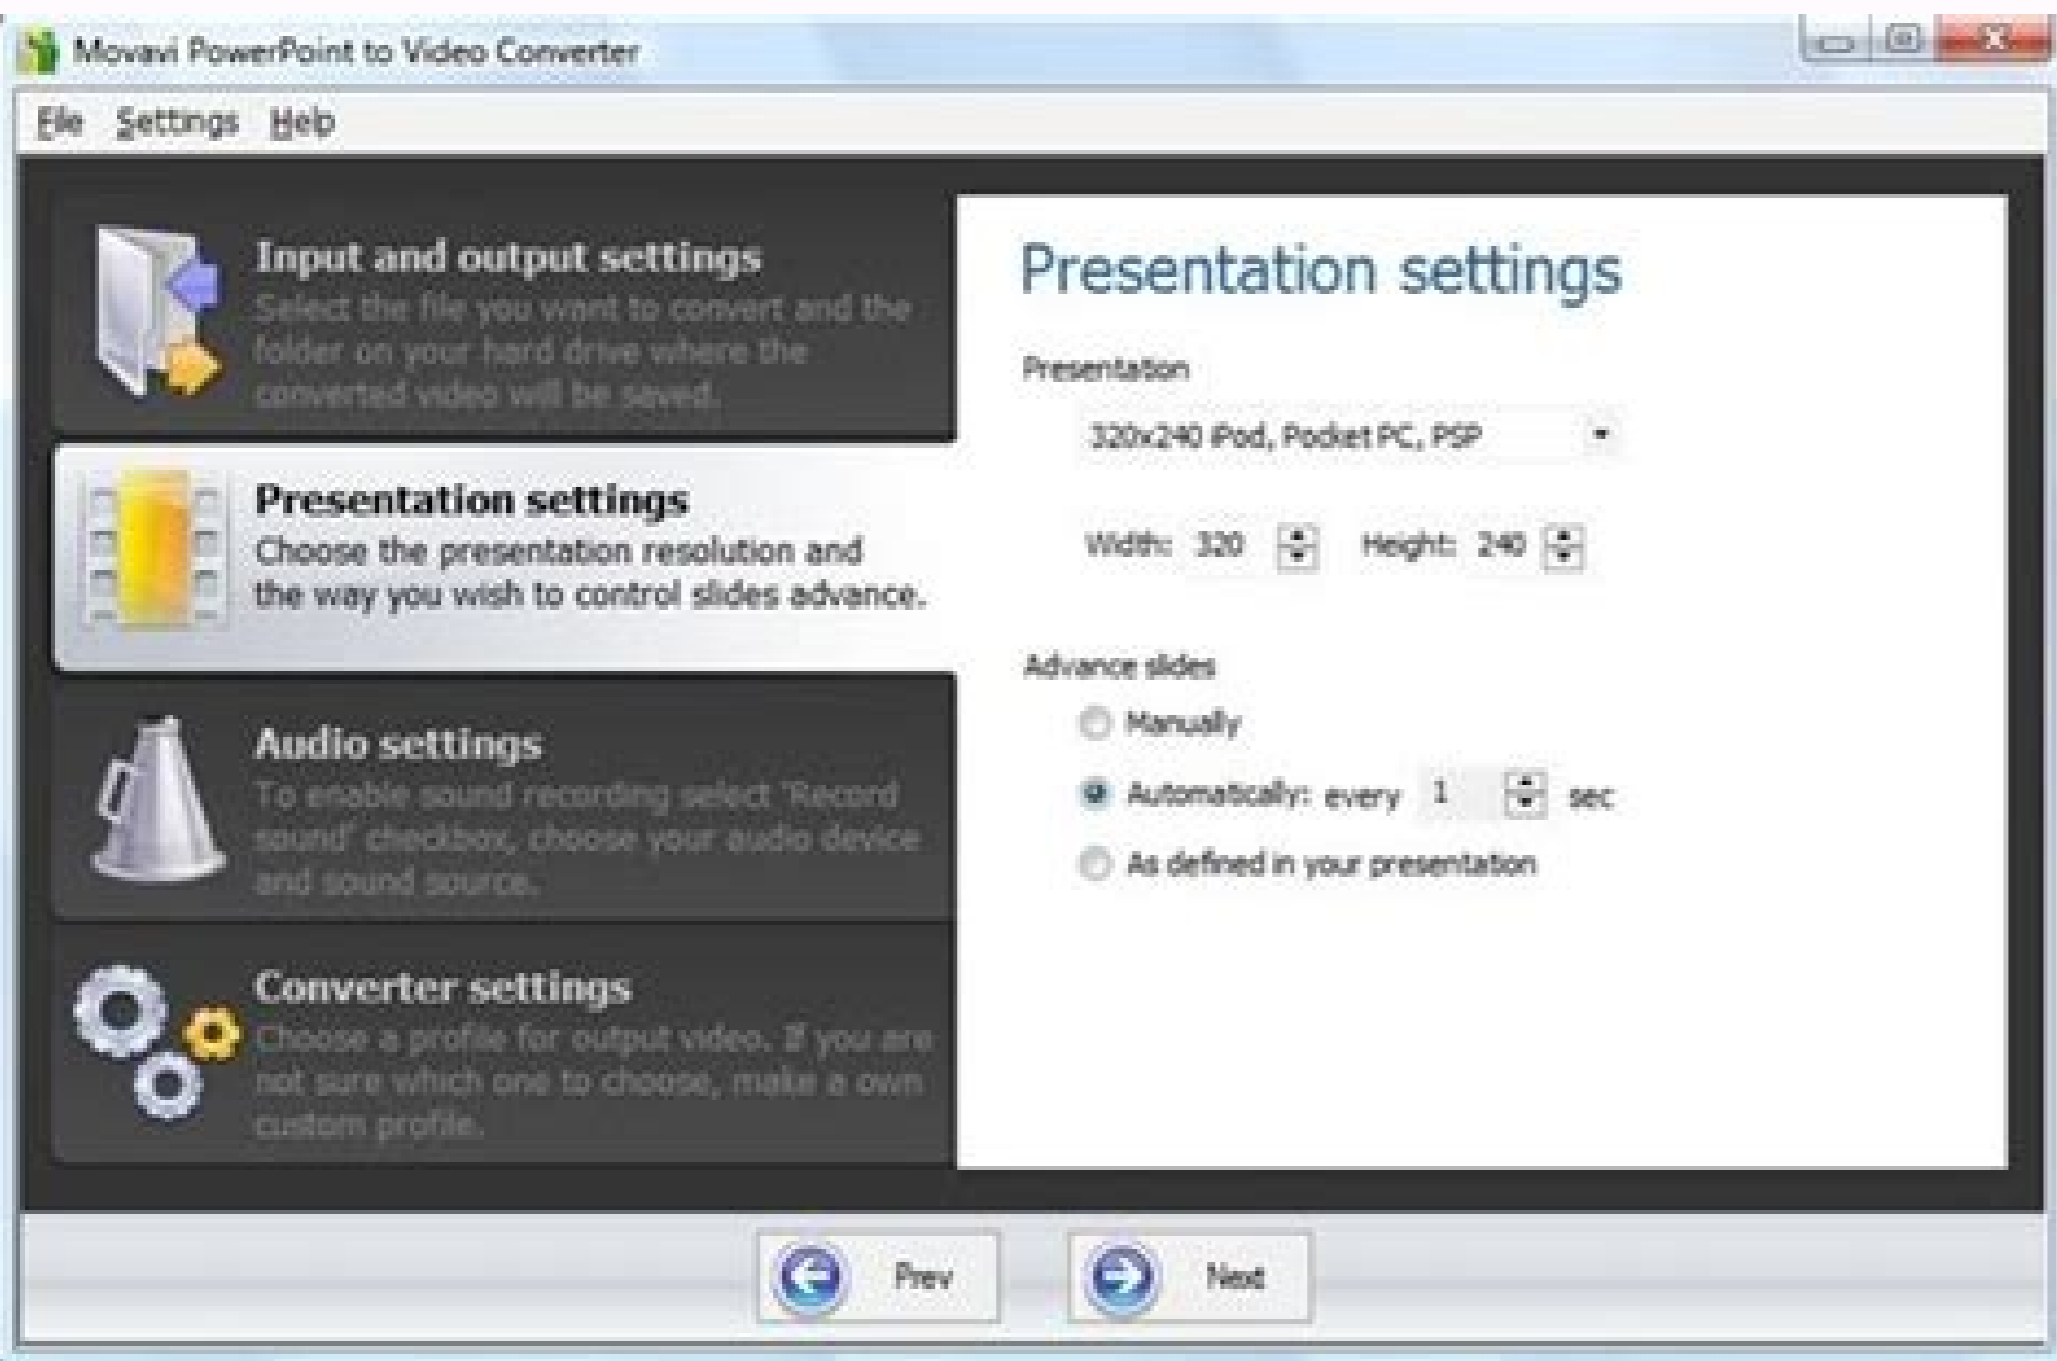 Movavi PowerPoint to Video Converter
File Settings Help
Input and output settings
Select the file you want to convert and the
folder on your hard drive where the
converted video will be saved.
Presentation settings
Choose the presentation resolution and
the way you wish to control slides advance.
Audio settings
To enable sound recording select 'Record
sound' checkbox, choose your audio device
and sound source.
Converter settings
Choose a profile for output video. If you are
not sure which one to choose, make a own
custom profile.
Presentation settings
Presentation
320x240 iPod, Pocket PC, PSP
Width: 320 Height: 240
Advance slides
Manually
Automatically: every 1 sec
As defined in your presentation
Prev Next